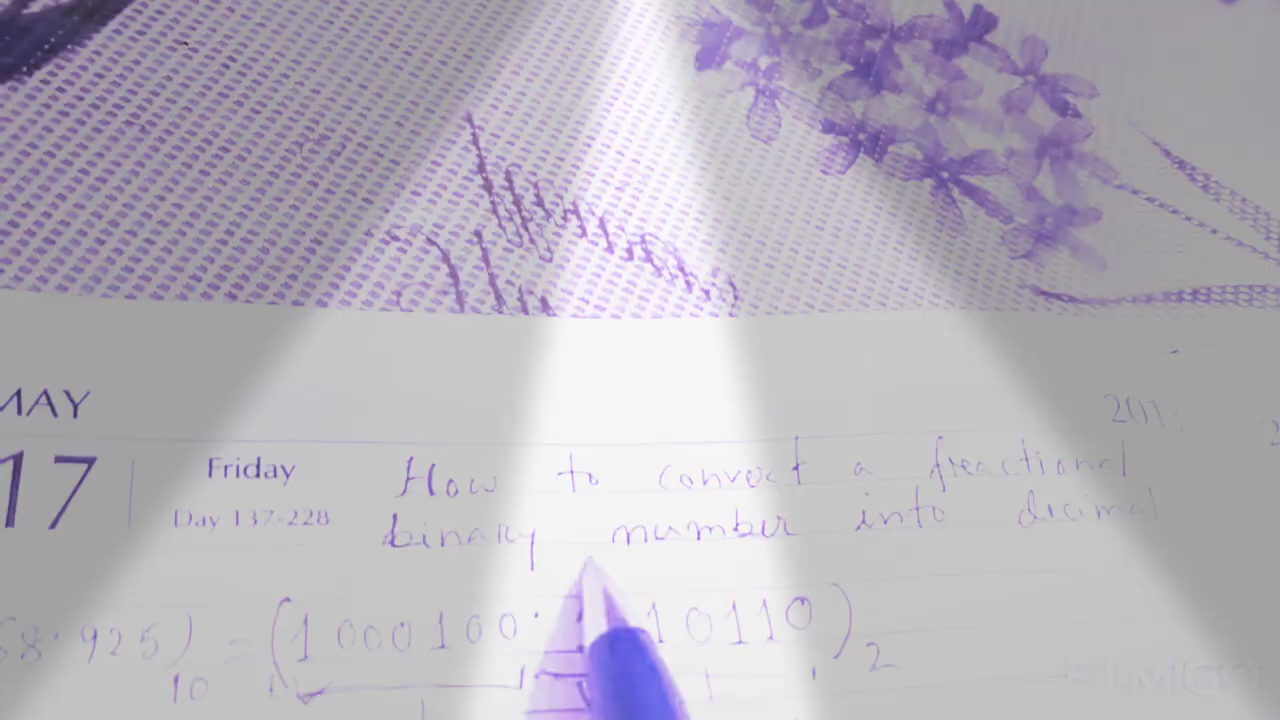 MAY
17
Friday
Day 137-228
How to convert a fractional
binary number into decimal
68.925)10 = (1000100. 10110)2
FILMIGO